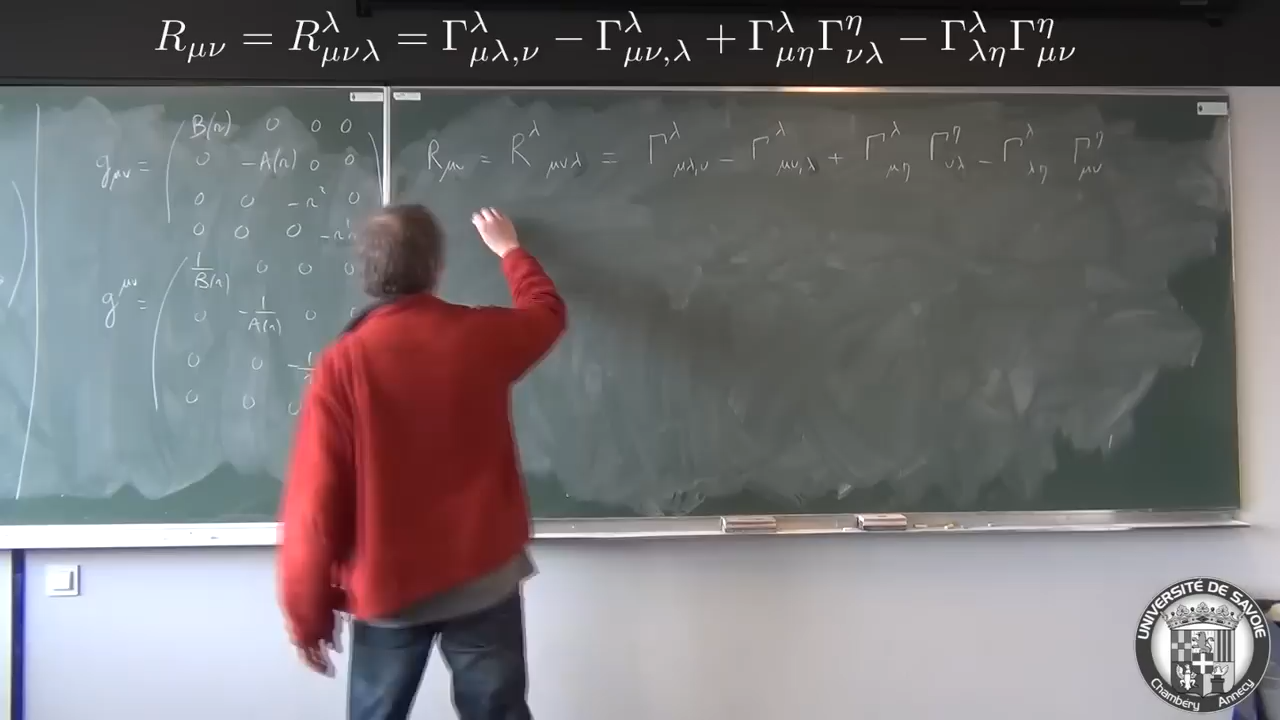 R_{μν} = R^λ_{μνλ} = Γ^λ_{μλ,ν} − Γ^λ_{μν,λ} + Γ^λ_{μη}Γ^η_{νλ} − Γ^λ_{λη}Γ^η_{μν}
R_{μν} = R^λ_{μνλ} = Γ^λ_{μλ,ν} − Γ^λ_{μν,λ} + Γ^λ_{μη} Γ^η_{νλ} − Γ^λ_{λη} Γ^η_{μν}
g_{μν} =
B(r) 0 0 0
0 -A(r) 0 0
0 0 -r² 0
0 0 0
g^{μν} =
1/B(r) 0 0 0
0 -1/A(r) 0
0 0
0 0
UNIVERSITÉ DE SAVOIE
Chambéry Annecy